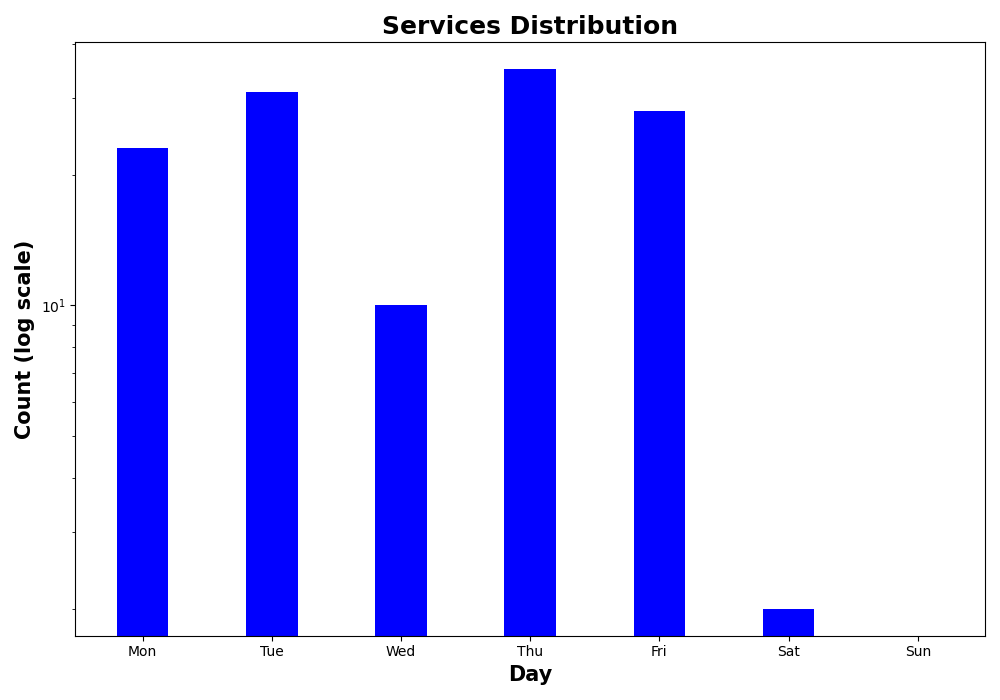 Services Distribution
Count (log scale)
10¹
Mon Tue Wed Thu Fri Sat Sun
Day